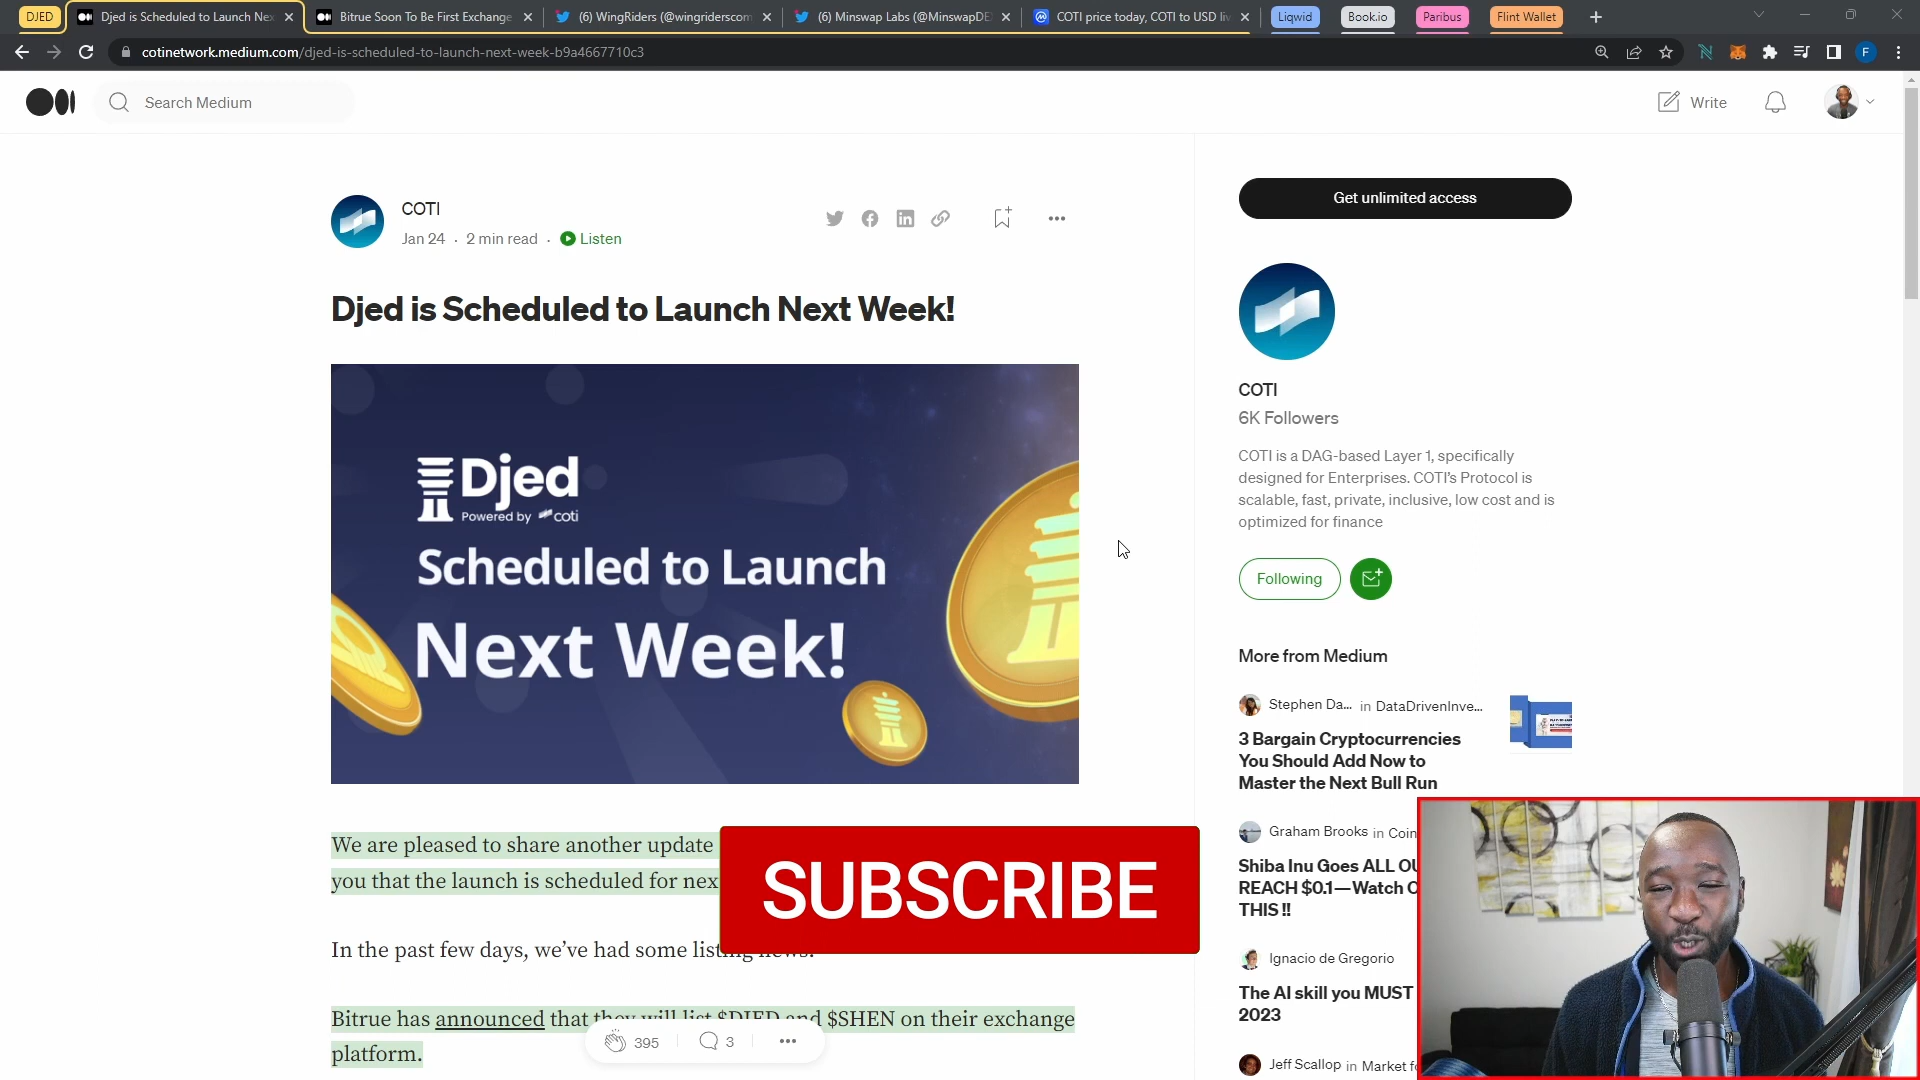 DJED
Djed is Scheduled to Launch Nex
Bitrue Soon To Be First Exchange
(6) WingRiders (@wingriderscom
(6) Minswap Labs (@MinswapDE
COTI price today, COTI to USD liv
Liqwid
Book.io
Paribus
Flint Wallet
cotinetwork.medium.com/djed-is-scheduled-to-launch-next-week-b9a4667710c3
F
Search Medium
Write
COTI
Jan 24 · 2 min read · Listen
Djed is Scheduled to Launch Next Week!
Djed
Powered by coti
Scheduled to Launch
Next Week!
We are pleased to share another update
you that the launch is scheduled for nex
In the past few days, we've had some listing news.
Bitrue has announced that they will list $DJED and $SHEN on their exchange
platform.
395
3
SUBSCRIBE
Get unlimited access
COTI
6K Followers
COTI is a DAG-based Layer 1, specifically
designed for Enterprises. COTI's Protocol is
scalable, fast, private, inclusive, low cost and is
optimized for finance
Following
More from Medium
Stephen Da... in DataDrivenInve...
3 Bargain Cryptocurrencies
You Should Add Now to
Master the Next Bull Run
Graham Brooks in Coin
Shiba Inu Goes ALL OU
REACH $0.1—Watch O
THIS !!
Ignacio de Gregorio
The AI skill you MUST
2023
Jeff Scallop in Market fo